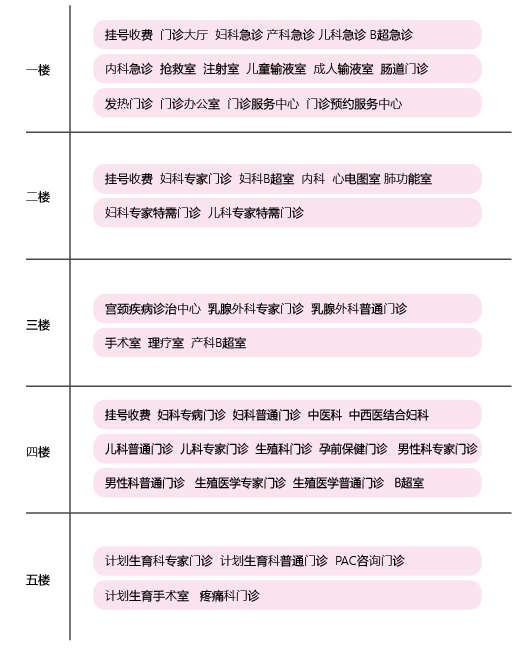 一楼
挂号收费 门诊大厅 妇科急诊 产科急诊 儿科急诊 B超急诊
内科急诊 抢救室 注射室 儿童输液室 成人输液室 肠道门诊
发热门诊 门诊办公室 门诊服务中心 门诊预约服务中心
二楼
挂号收费 妇科专家门诊 妇科B超室 内科 心电图室 肺功能室
妇科专家特需门诊 儿科专家特需门诊
三楼
宫颈疾病诊治中心 乳腺外科专家门诊 乳腺外科普通门诊
手术室 理疗室 产科B超室
四楼
挂号收费 妇科专病门诊 妇科普通门诊 中医科 中西医结合妇科
儿科普通门诊 儿科专家门诊 生殖科门诊 孕前保健门诊 男性科专家门诊
男性科普通门诊 生殖医学专家门诊 生殖医学普通门诊 B超室
五楼
计划生育科专家门诊 计划生育科普通门诊 PAC咨询门诊
计划生育手术室 疼痛科门诊